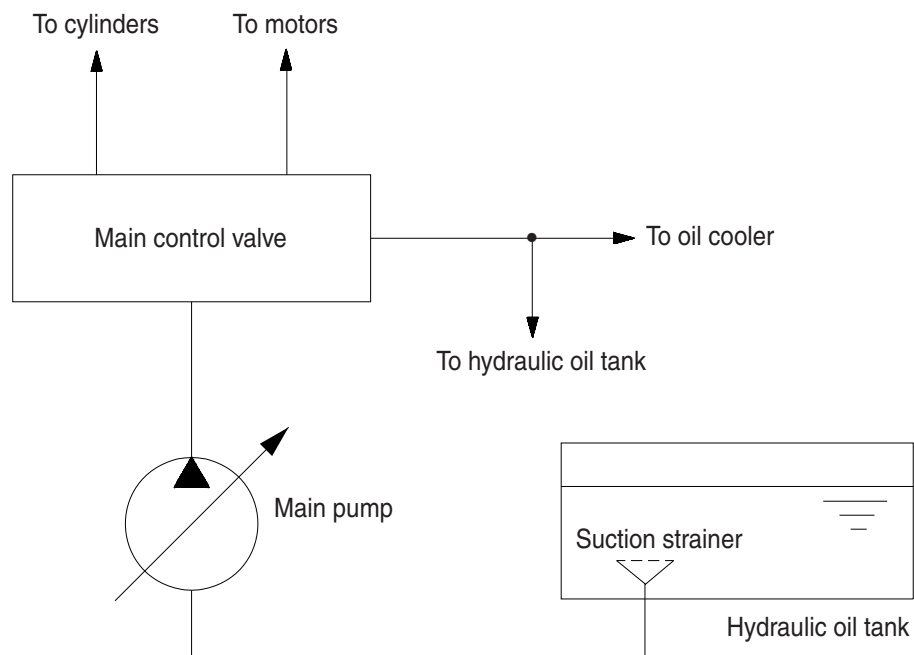 To cylinders
To motors
Main control valve
To oil cooler
To hydraulic oil tank
Main pump
Suction strainer
Hydraulic oil tank